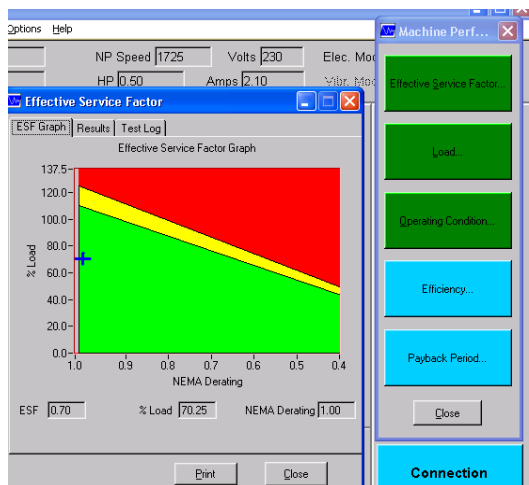 Options Help
NP Speed 1725 Volts 230 Elec. Mod
HP 0.50 Amps 2.10 Vibr. Mod
Effective Service Factor
ESF Graph Results Test Log
Effective Service Factor Graph
137.5
120.0
100.0
80.0
60.0
40.0
20.0
0.0
% Load
1.0 0.9 0.8 0.7 0.6 0.5 0.4
NEMA Derating
ESF 0.70 % Load 70.25 NEMA Derating 1.00
Print Close
Machine Perf...
Effective Service Factor...
Load...
Operating Condition...
Efficiency...
Payback Period...
Close
Connection